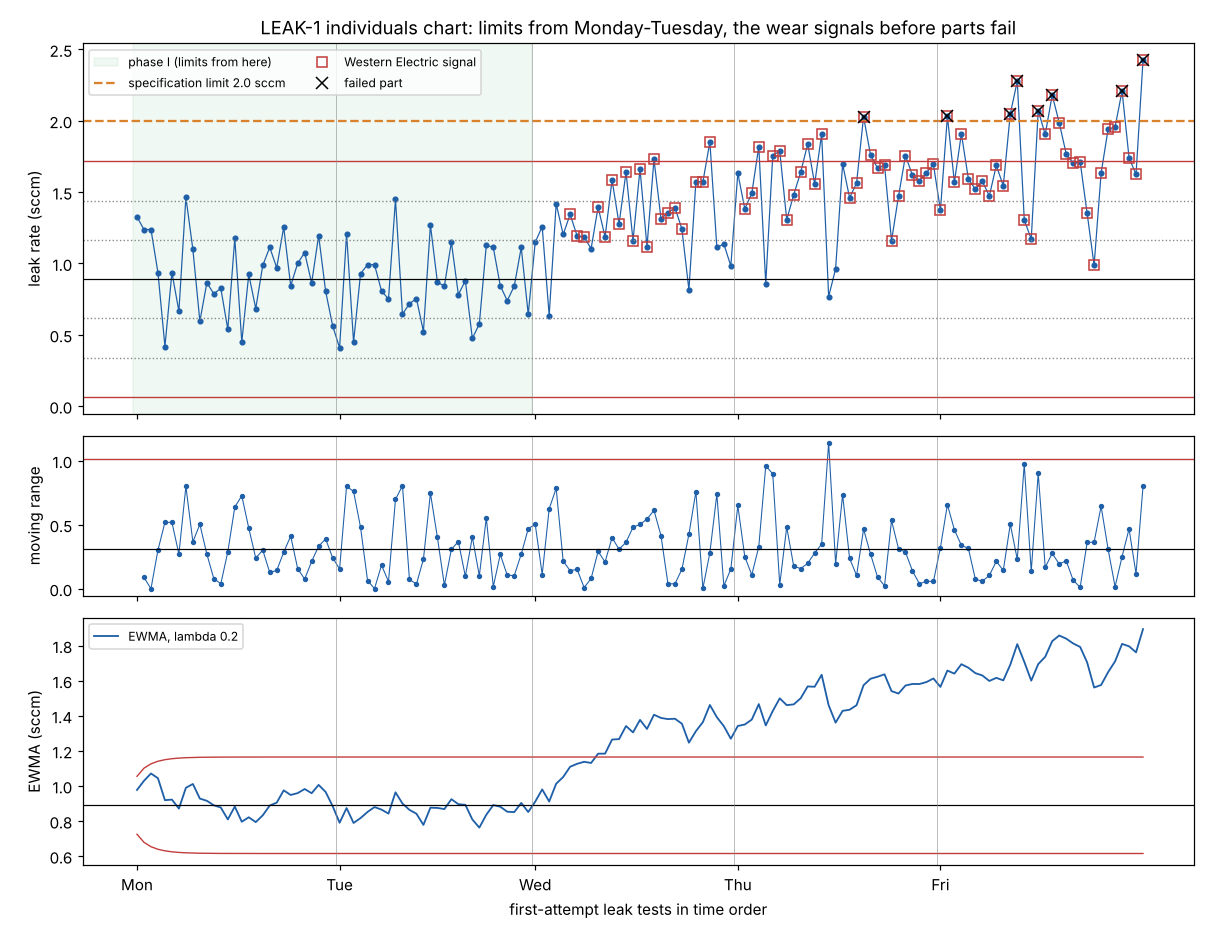 LEAK-1 individuals chart: limits from Monday-Tuesday, the wear signals before parts fail
phase I (limits from here)
specification limit 2.0 sccm
Western Electric signal
failed part
leak rate (sccm)
2.5
2.0
1.5
1.0
0.5
0.0
moving range
1.0
0.5
0.0
EWMA, lambda 0.2
EWMA (sccm)
1.8
1.6
1.4
1.2
1.0
0.8
0.6
Mon Tue Wed Thu Fri
first-attempt leak tests in time order